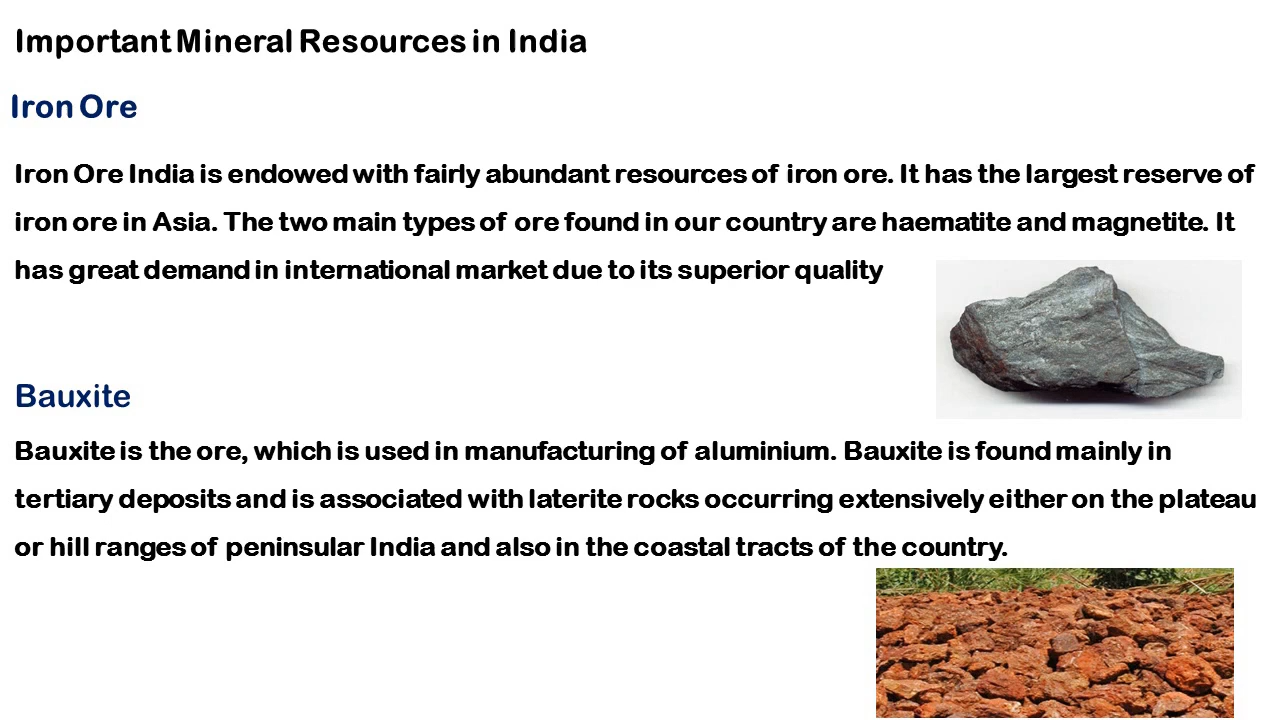 Important Mineral Resources in India
Iron Ore
Iron Ore India is endowed with fairly abundant resources of iron ore. It has the largest reserve of
iron ore in Asia. The two main types of ore found in our country are haematite and magnetite. It
has great demand in international market due to its superior quality
Bauxite
Bauxite is the ore, which is used in manufacturing of aluminium. Bauxite is found mainly in
tertiary deposits and is associated with laterite rocks occurring extensively either on the plateau
or hill ranges of peninsular India and also in the coastal tracts of the country.